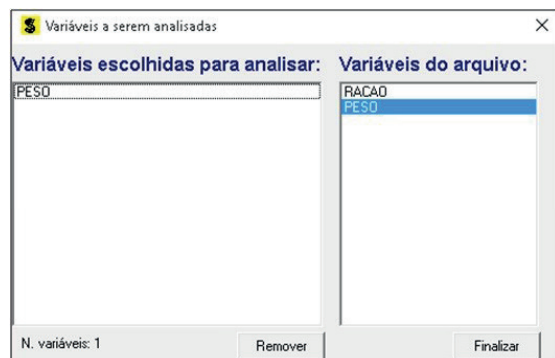 Variáveis a serem analisadas
Variáveis escolhidas para analisar:
PESO
N. variáveis: 1
Remover
Variáveis do arquivo:
RACAO
PESO
Finalizar